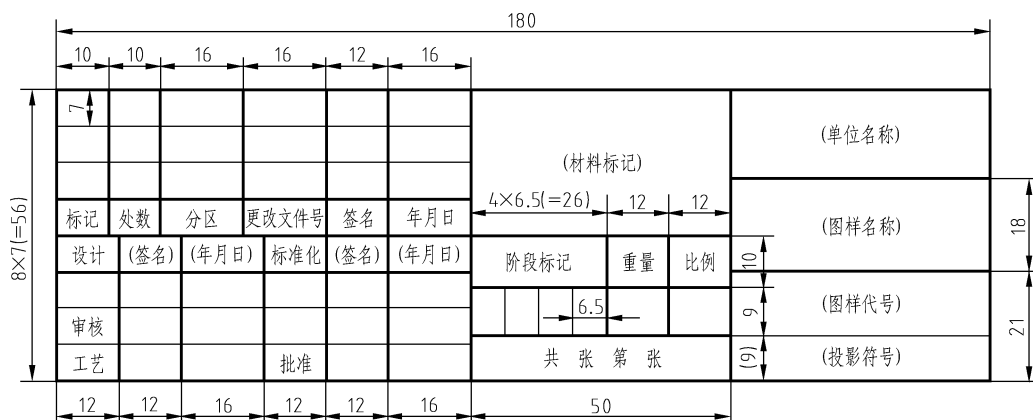 180
10 10 16 16 12 16
7
(单位名称)
(材料标记)
4×6.5(=26) 12 12
标记 处数 分区 更改文件号 签名 年月日
(图样名称)
18
8×7(=56)
设计 (签名) (年月日) 标准化 (签名) (年月日)
阶段标记 重量 比例
10
6.5
9
(图样代号)
21
审核
工艺 批准
共 张 第 张
(9)
(投影符号)
12 12 16 12 12 16 50